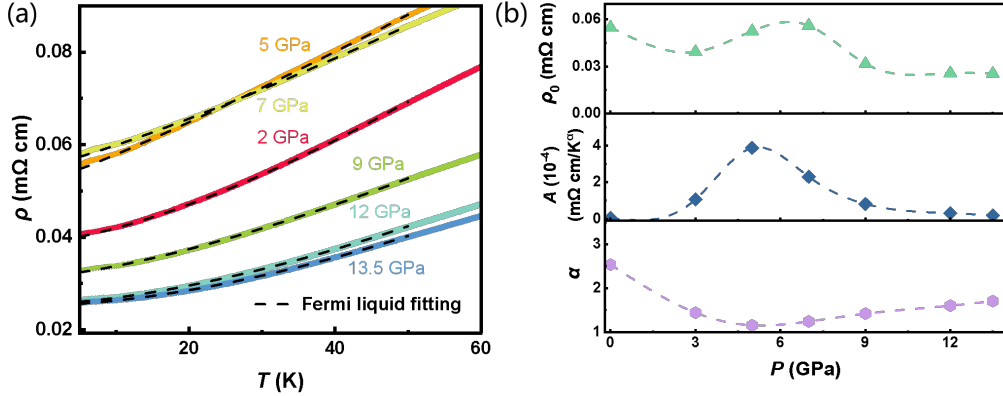 (a)
0.08
0.06
0.04
0.02
ρ (mΩ cm)
5 GPa
7 GPa
2 GPa
9 GPa
12 GPa
13.5 GPa
Fermi liquid fitting
20
40
60
T (K)
(b)
0.06
0.03
0.00
ρ₀ (mΩ cm)
4
2
0
A (10⁻⁴)
(mΩ cm/Kᵅ)
3
2
1
α
0
3
6
9
12
P (GPa)